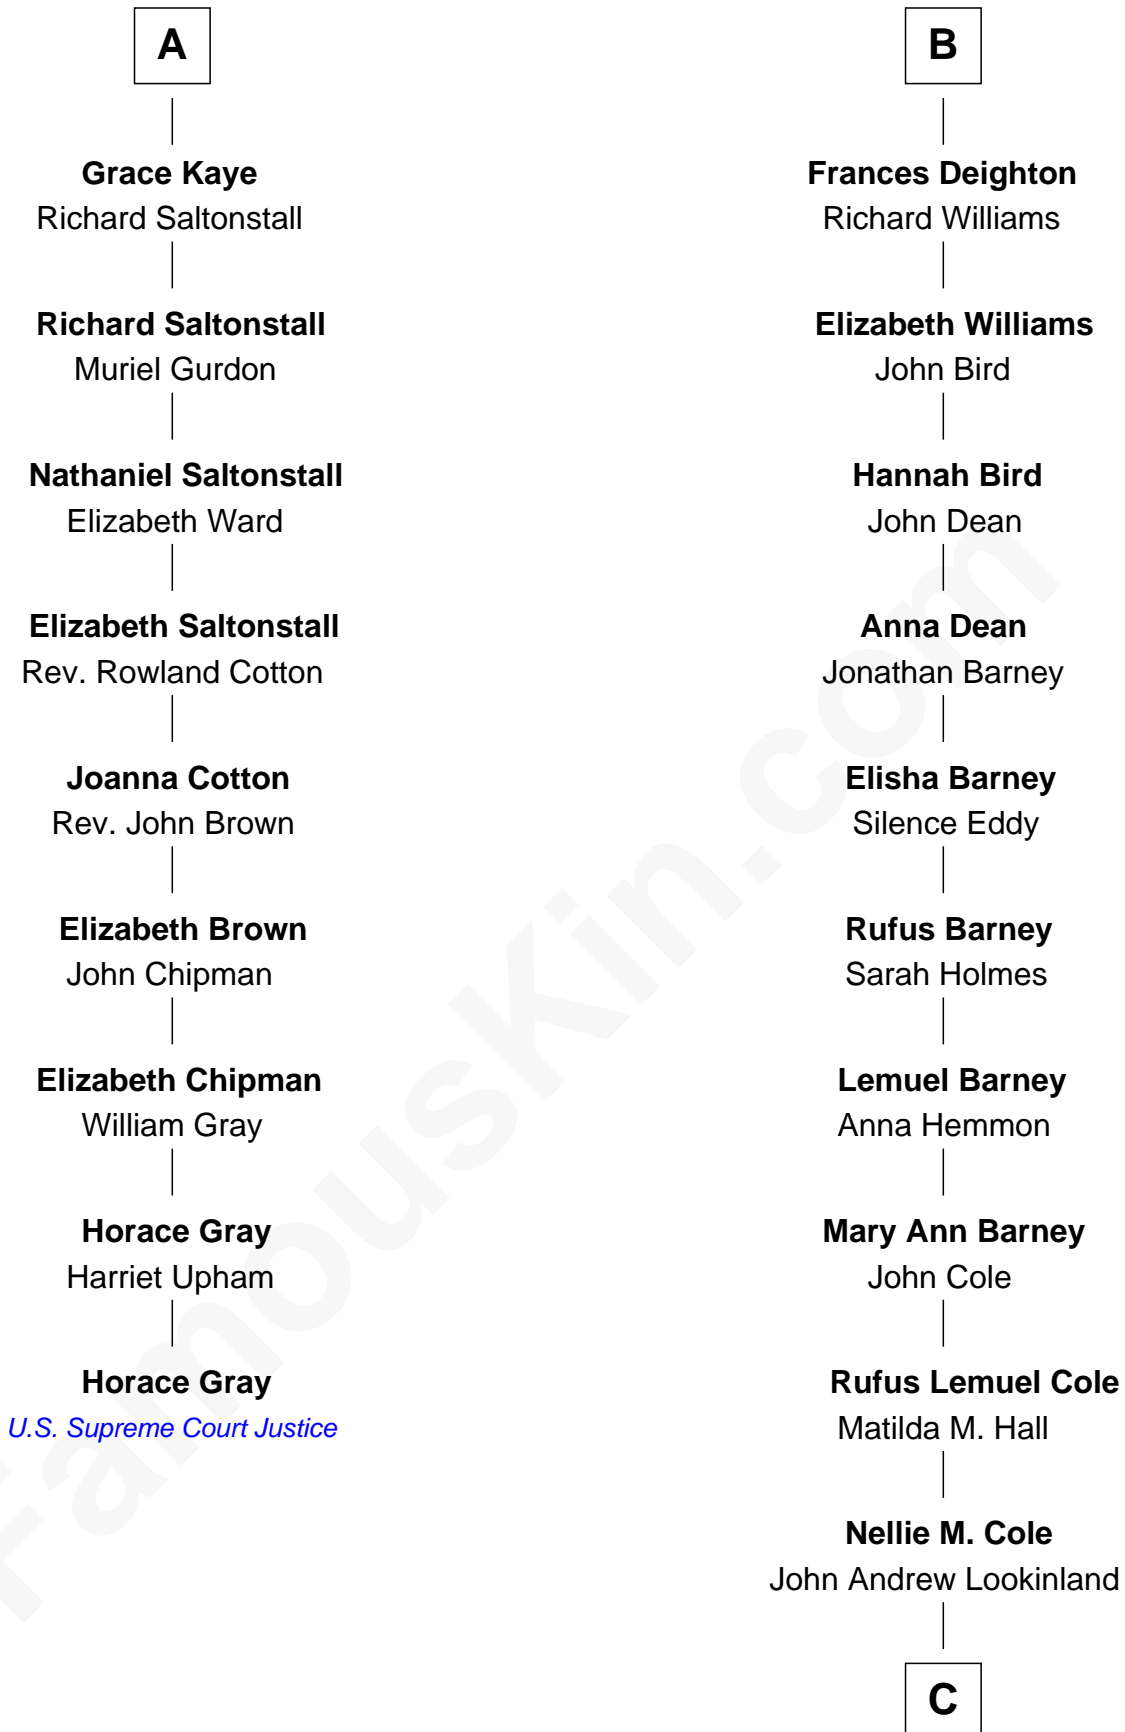 A
Grace Kaye
Richard Saltonstall
Richard Saltonstall
Muriel Gurdon
Nathaniel Saltonstall
Elizabeth Ward
Elizabeth Saltonstall
Rev. Rowland Cotton
Joanna Cotton
Rev. John Brown
Elizabeth Brown
John Chipman
Elizabeth Chipman
William Gray
Horace Gray
Harriet Upham
Horace Gray
U.S. Supreme Court Justice
B
Frances Deighton
Richard Williams
Elizabeth Williams
John Bird
Hannah Bird
John Dean
Anna Dean
Jonathan Barney
Elisha Barney
Silence Eddy
Rufus Barney
Sarah Holmes
Lemuel Barney
Anna Hemmon
Mary Ann Barney
John Cole
Rufus Lemuel Cole
Matilda M. Hall
Nellie M. Cole
John Andrew Lookinland
C
FamousKin.com